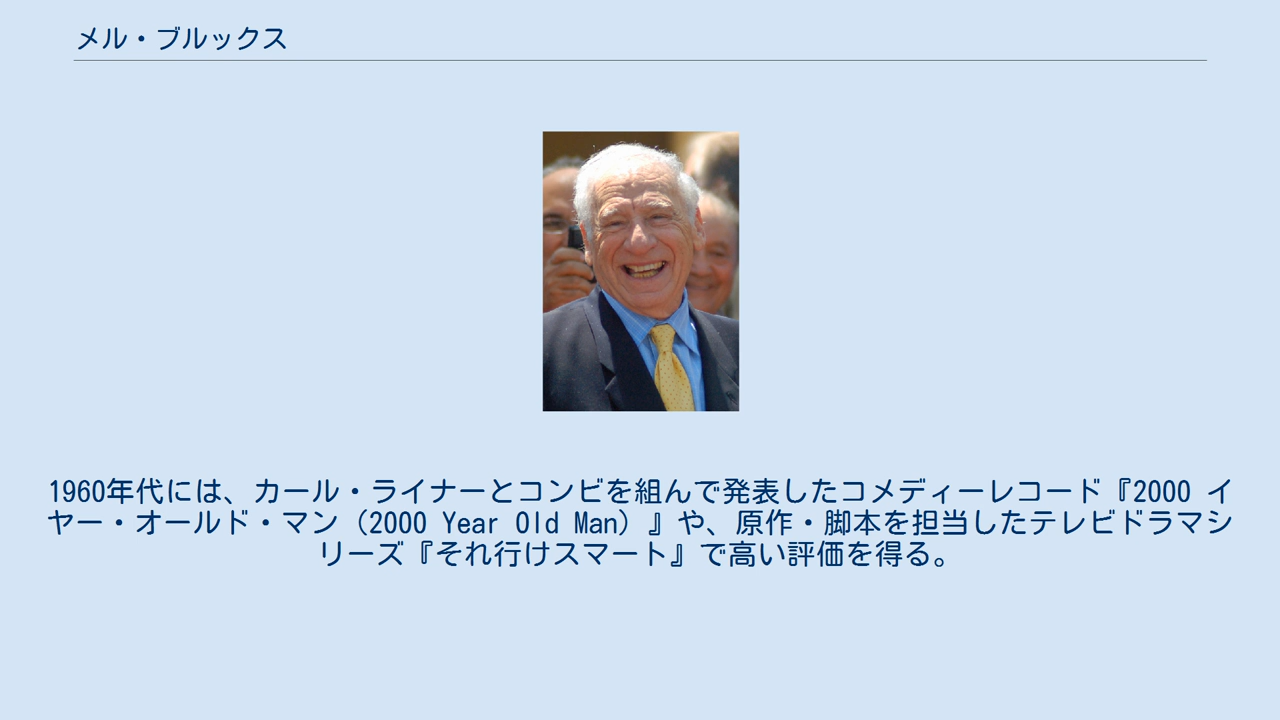 メル・ブルックス
1960年代には、カール・ライナーとコンビを組んで発表したコメディーレコード『2000 イ
ヤー・オールド・マン（2000 Year Old Man）』や、原作・脚本を担当したテレビドラマシ
リーズ『それ行けスマート』で高い評価を得る。